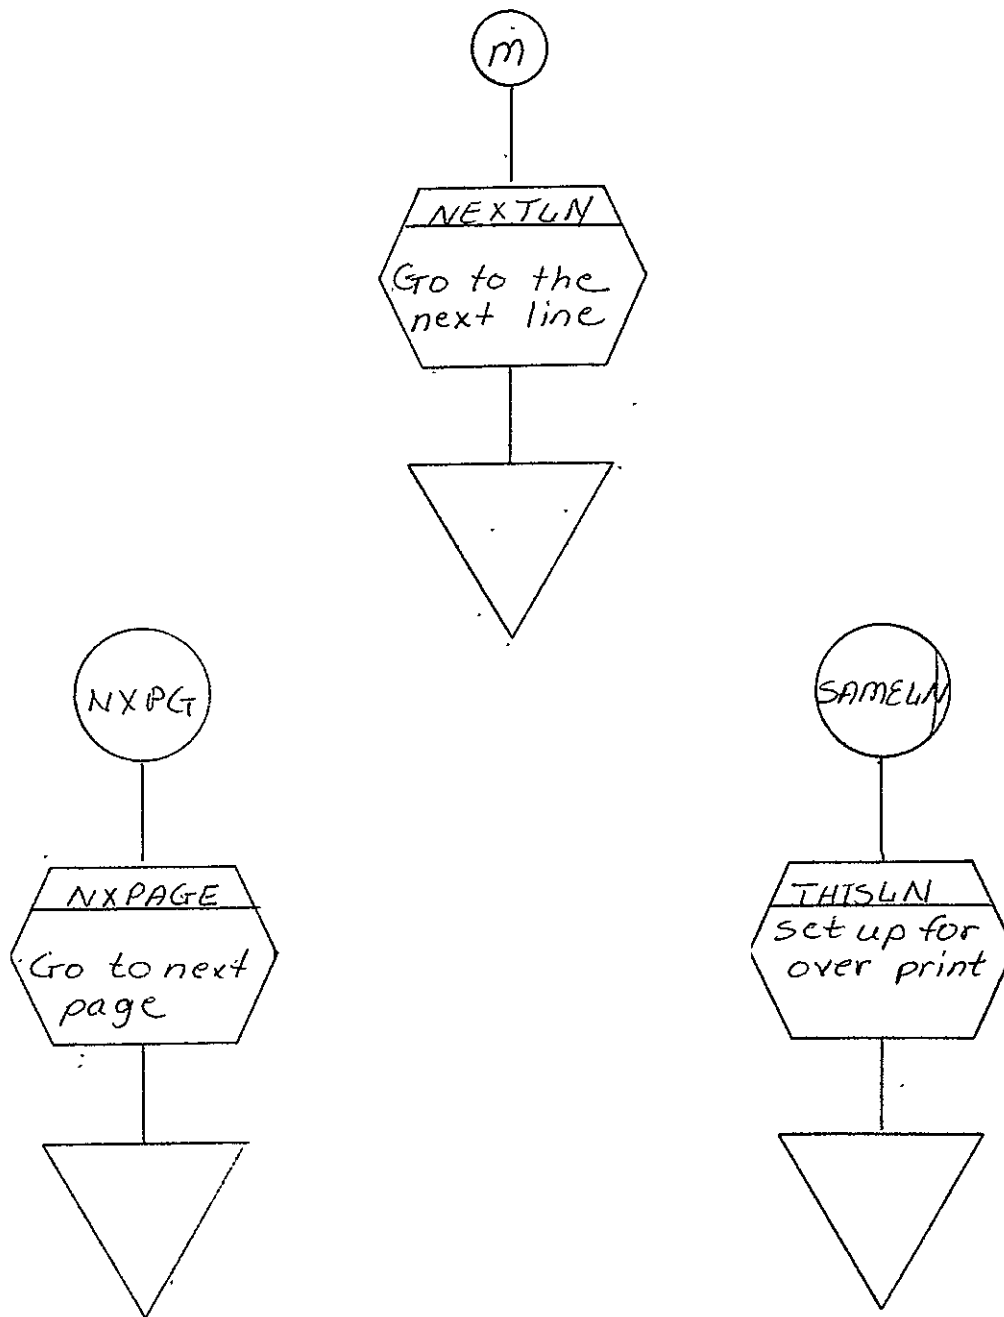 m
NEXTLN
Go to the
next line
NXPG
NXPAGE
Go to next
page
SAMELN
THISLN
set up for
over print